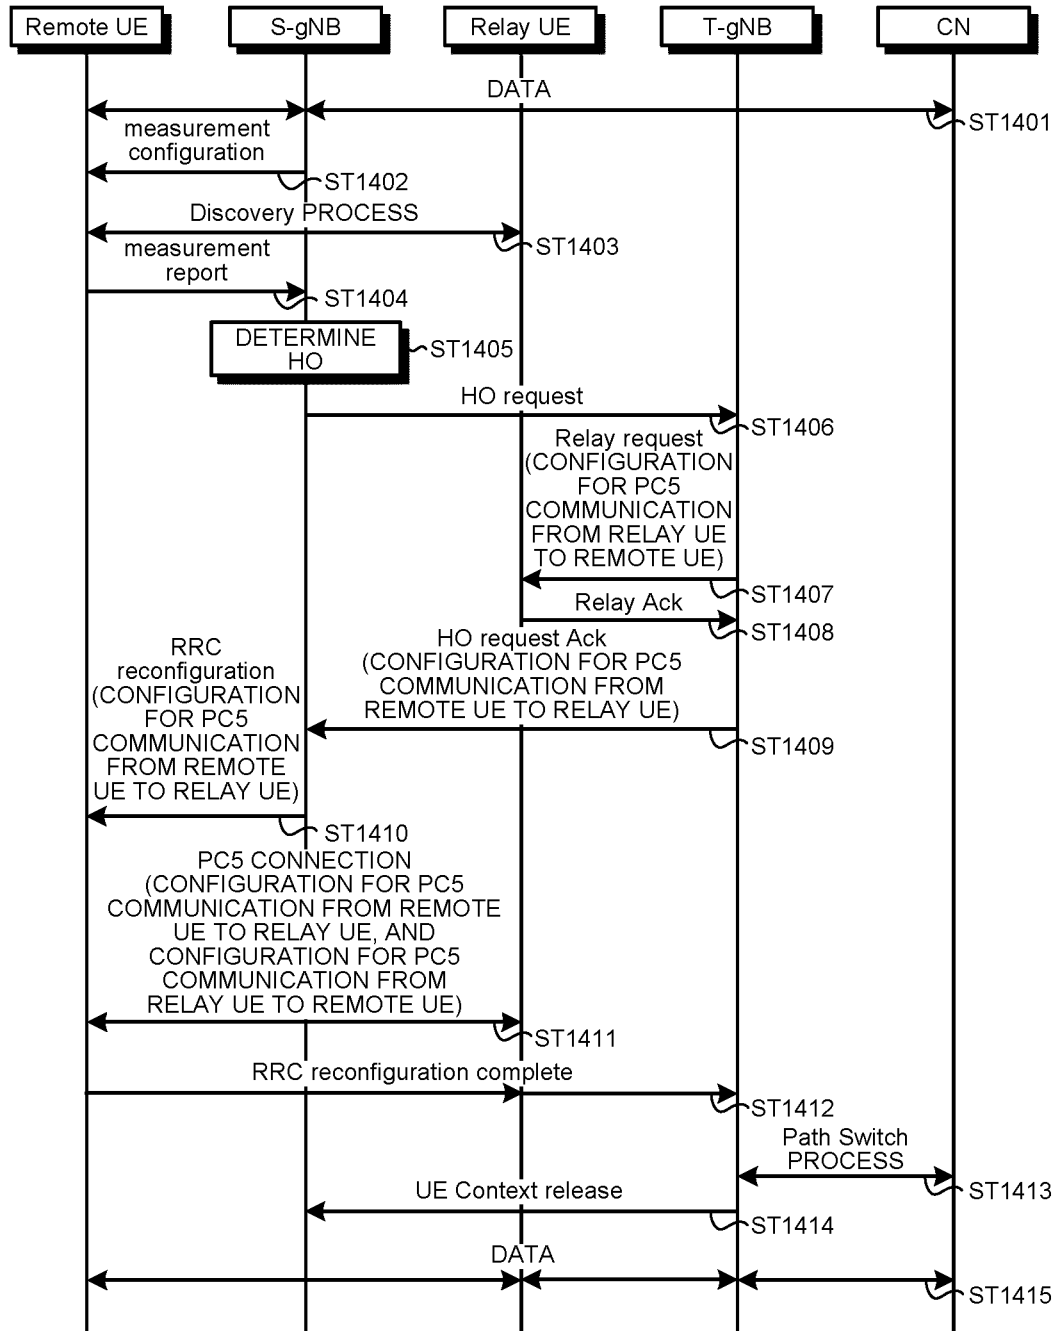 Remote UE
S-gNB
Relay UE
T-gNB
CN
DATA
ST1401
measurement
configuration
ST1402
Discovery PROCESS
ST1403
measurement
report
ST1404
DETERMINE
HO
ST1405
HO request
ST1406
Relay request
(CONFIGURATION
FOR PC5
COMMUNICATION
FROM RELAY UE
TO REMOTE UE)
ST1407
Relay Ack
ST1408
HO request Ack
(CONFIGURATION FOR PC5
COMMUNICATION FROM
REMOTE UE TO RELAY UE)
ST1409
RRC
reconfiguration
(CONFIGURATION
FOR PC5
COMMUNICATION
FROM REMOTE
UE TO RELAY UE)
ST1410
PC5 CONNECTION
(CONFIGURATION FOR PC5
COMMUNICATION FROM REMOTE
UE TO RELAY UE, AND
CONFIGURATION FOR PC5
COMMUNICATION FROM
RELAY UE TO REMOTE UE)
ST1411
RRC reconfiguration complete
ST1412
Path Switch
PROCESS
ST1413
UE Context release
ST1414
DATA
ST1415